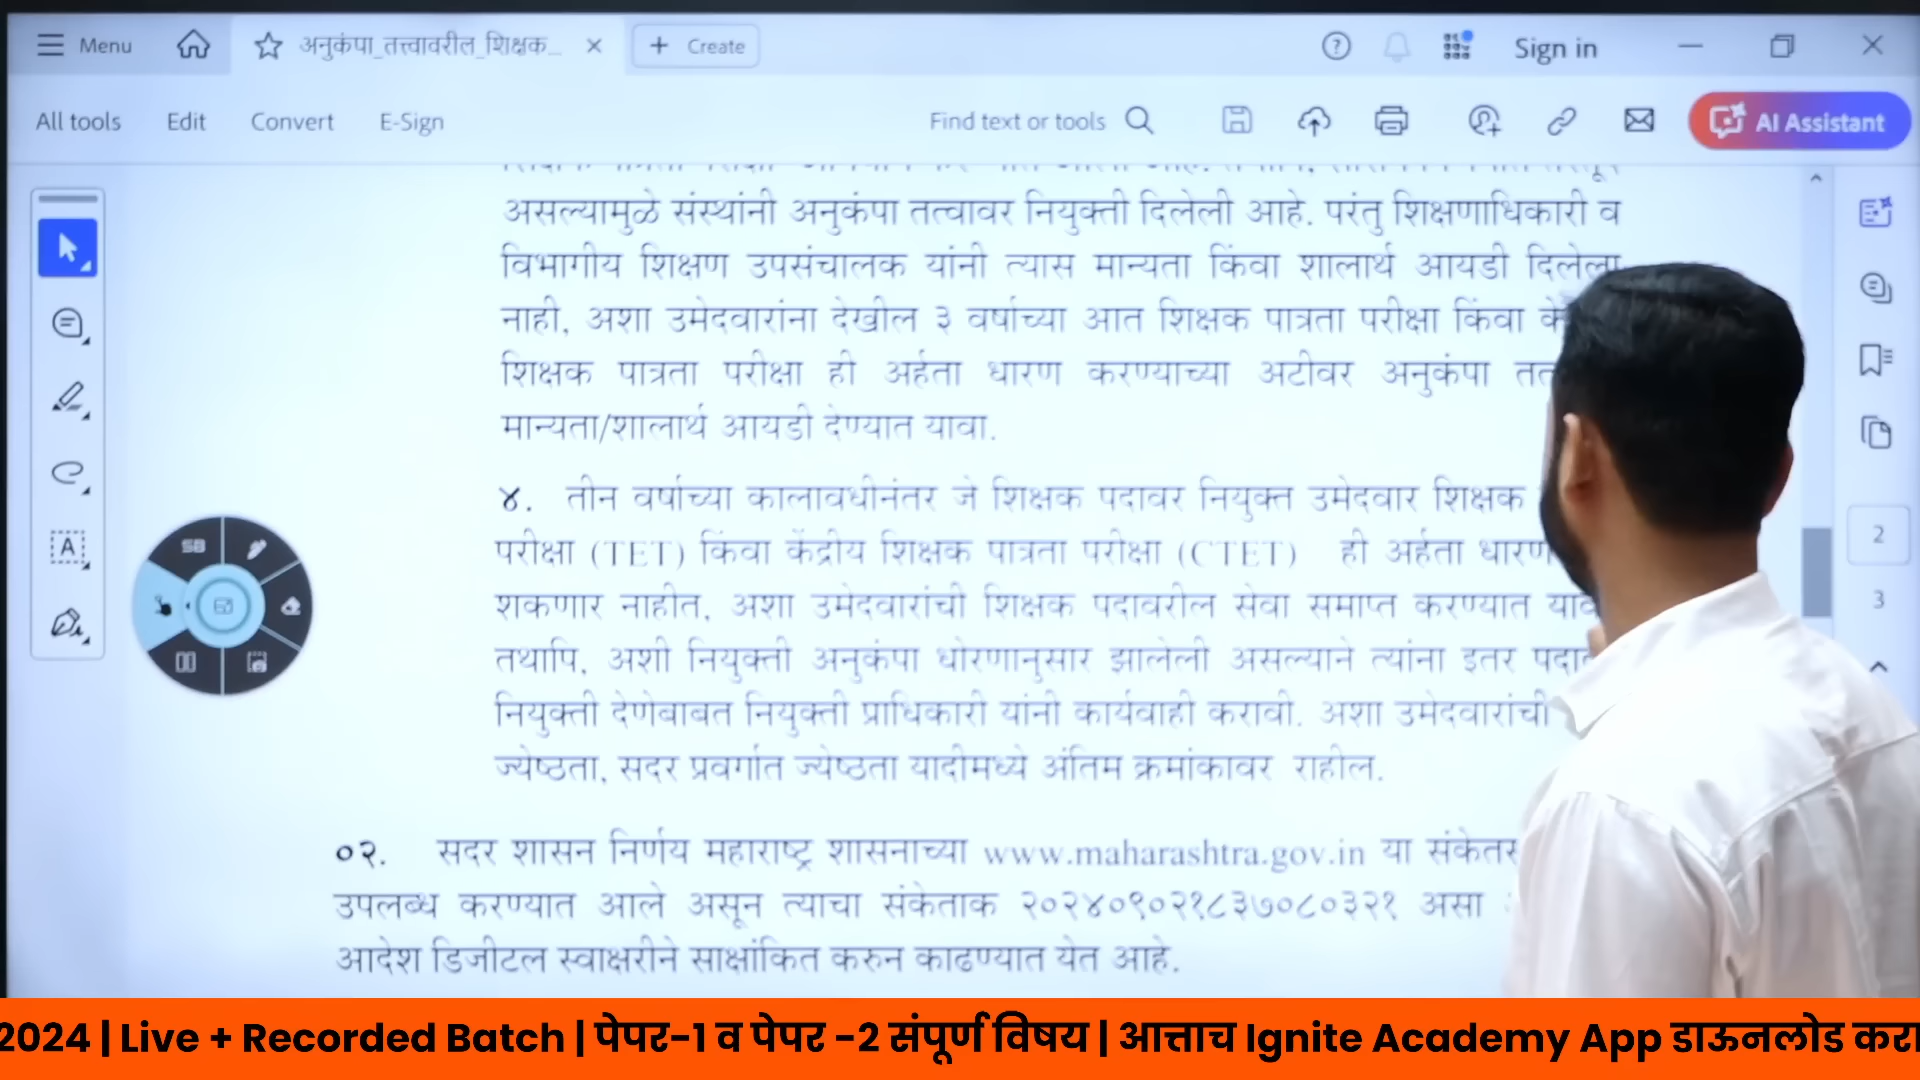 Menu अनुकंपा_तत्त्वावरील_शिक्षक... + Create Sign in
All tools Edit Convert E-Sign Find text or tools AI Assistant
असल्यामुळे संस्थांनी अनुकंपा तत्वावर नियुक्ती दिलेली आहे. परंतु शिक्षणाधिकारी व
विभागीय शिक्षण उपसंचालक यांनी त्यास मान्यता किंवा शालार्थ आयडी दिलेला
नाही, अशा उमेदवारांना देखील ३ वर्षाच्या आत शिक्षक पात्रता परीक्षा किंवा
शिक्षक पात्रता परीक्षा ही अर्हता धारण करण्याच्या अटीवर अनुकंपा
मान्यता/शालार्थ आयडी देण्यात यावा.
४. तीन वर्षाच्या कालावधीनंतर जे शिक्षक पदावर नियुक्त उमेदवार शिक्षक
परीक्षा (TET) किंवा केंद्रीय शिक्षक पात्रता परीक्षा (CTET) ही अर्हता धारण
शकणार नाहीत, अशा उमेदवारांची शिक्षक पदावरील सेवा समाप्त करण्यात
तथापि, अशी नियुक्ती अनुकंपा धोरणानुसार झालेली असल्याने त्यांना इतर
नियुक्ती देणेबाबत नियुक्ती प्राधिकारी यांनी कार्यवाही करावी. अशा उमेदवारांची
ज्येष्ठता, सदर प्रवर्गात ज्येष्ठता यादीमध्ये अंतिम क्रमांकावर राहील.
०२. सदर शासन निर्णय महाराष्ट्र शासनाच्या www.maharashtra.gov.in या
उपलब्ध करण्यात आले असून त्याचा संकेताक २०२४०९०२१८३७०८०३२१ असा
आदेश डिजीटल स्वाक्षरीने साक्षांकित करुन काढण्यात येत आहे.
2
3
SB
2024 | Live + Recorded Batch | पेपर-1 व पेपर -2 संपूर्ण विषय | आत्ताच Ignite Academy App डाऊनलोड करा